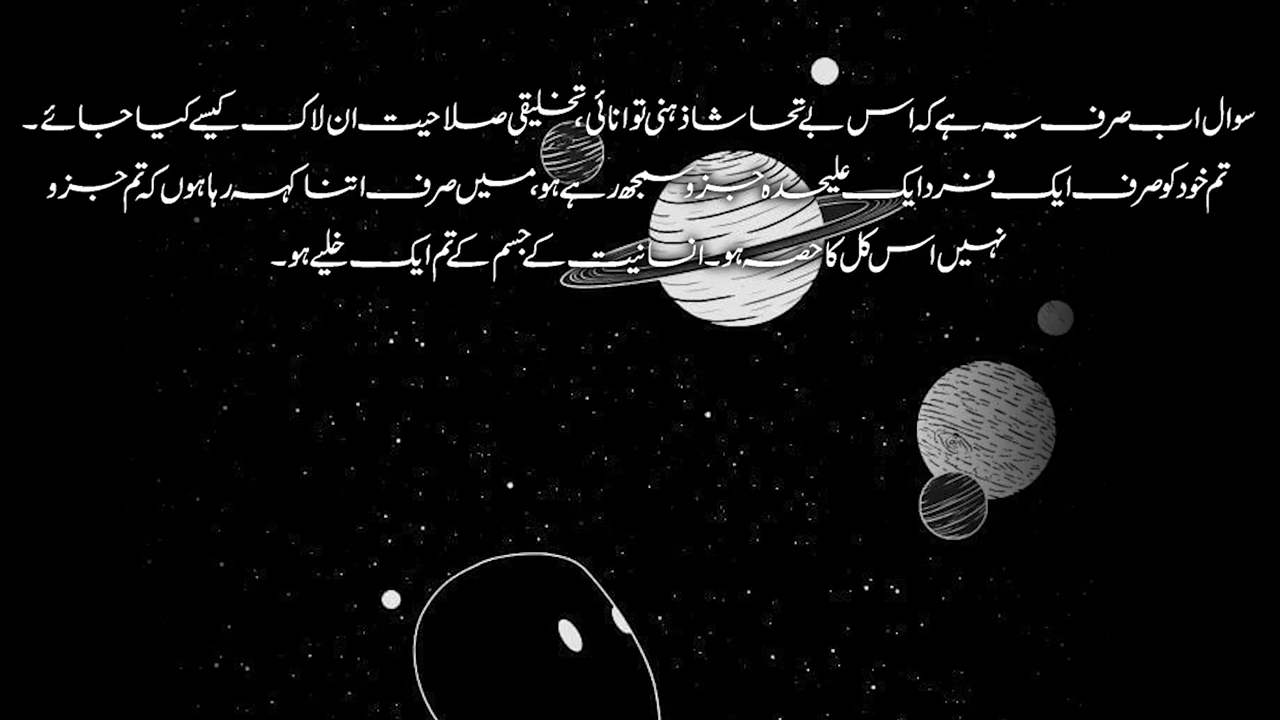 سوال اب صرف یہ ہے کہ اس بے تحاشا ذہنی توانائی، تخلیقی صلاحیت ان لاک کیسے کیا جائے۔
تم خود کو صرف ایک فرد ایک علیحدہ جزو سمجھ رہے ہو، میں صرف اتنا کہہ رہا ہوں کہ تم جزو
نہیں اس کل کا حصہ ہو۔ انسانیت کے جسم کے تم ایک خلیے ہو۔